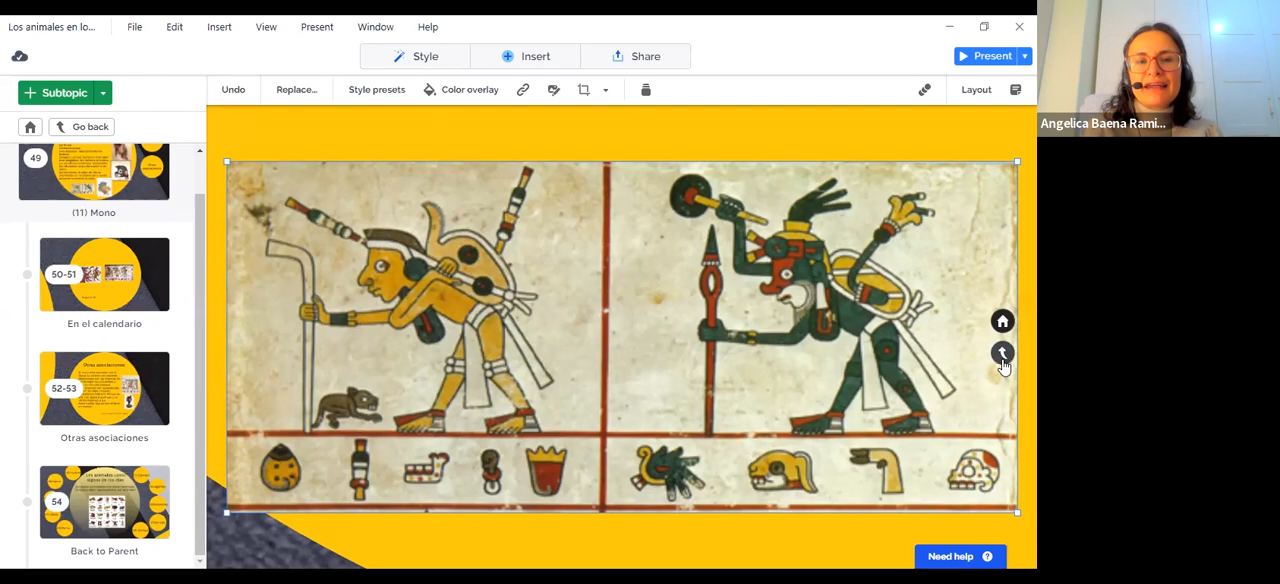 Los animales en lo...
File
Edit
Insert
View
Present
Window
Help
Style
Insert
Share
Present
Subtopic
Undo
Replace...
Style presets
Color overlay
Layout
Go back
49
(11) Mono
50-51
En el calendario
Otras asociaciones
52-53
Otras asociaciones
54
Back to Parent
Need help ?
Angelica Baena Rami...